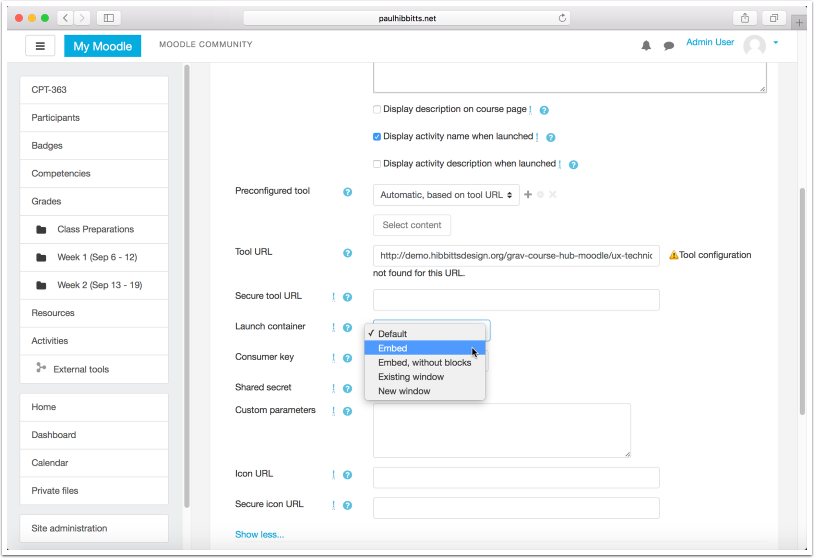 paulhibbitts.net
My Moodle
MOODLE COMMUNITY
Admin User
CPT-363
Participants
Badges
Competencies
Grades
Class Preparations
Week 1 (Sep 6 - 12)
Week 2 (Sep 13 - 19)
Resources
Activities
External tools
Home
Dashboard
Calendar
Private files
Site administration
Display description on course page ! ?
✓ Display activity name when launched ! ?
Display activity description when launched ! ?
Preconfigured tool ? Automatic, based on tool URL
Select content
Tool URL ? http://demo.hibbittsdesign.org/grav-course-hub-moodle/ux-technic Tool configuration
not found for this URL.
Secure tool URL ! ?
Launch container ! ?
✓ Default
Embed
Embed, without blocks
Existing window
New window
Consumer key ! ?
Shared secret ! ?
Custom parameters ! ?
Icon URL ! ?
Secure icon URL ! ?
Show less...